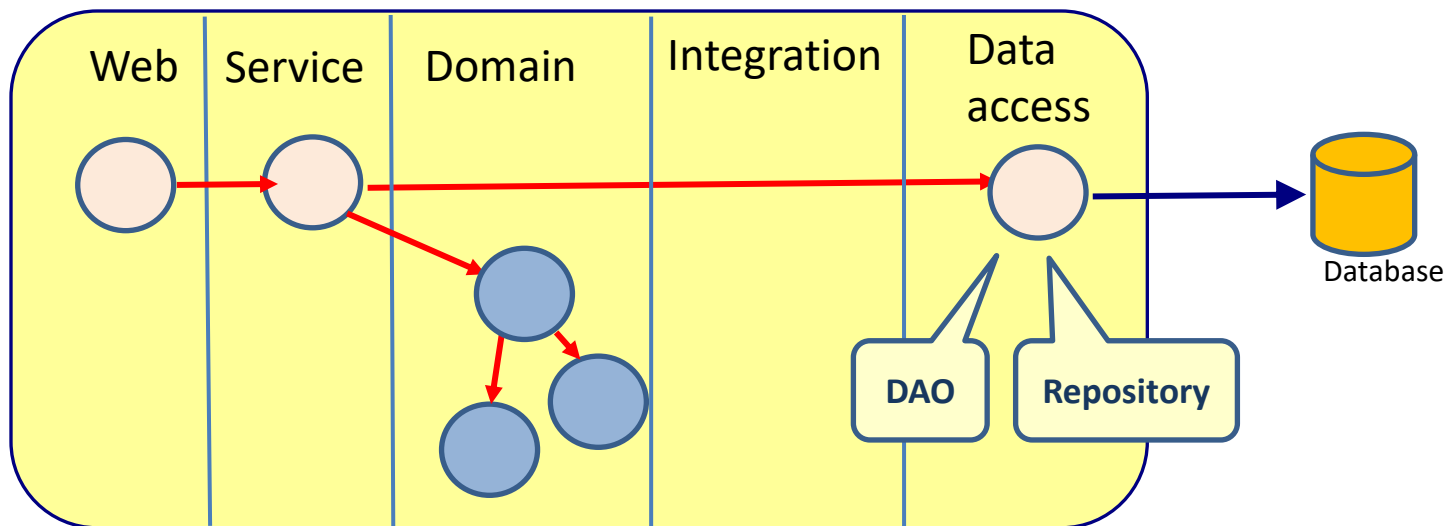 Web
Service
Domain
Integration
Data
access
Database
DAO
Repository